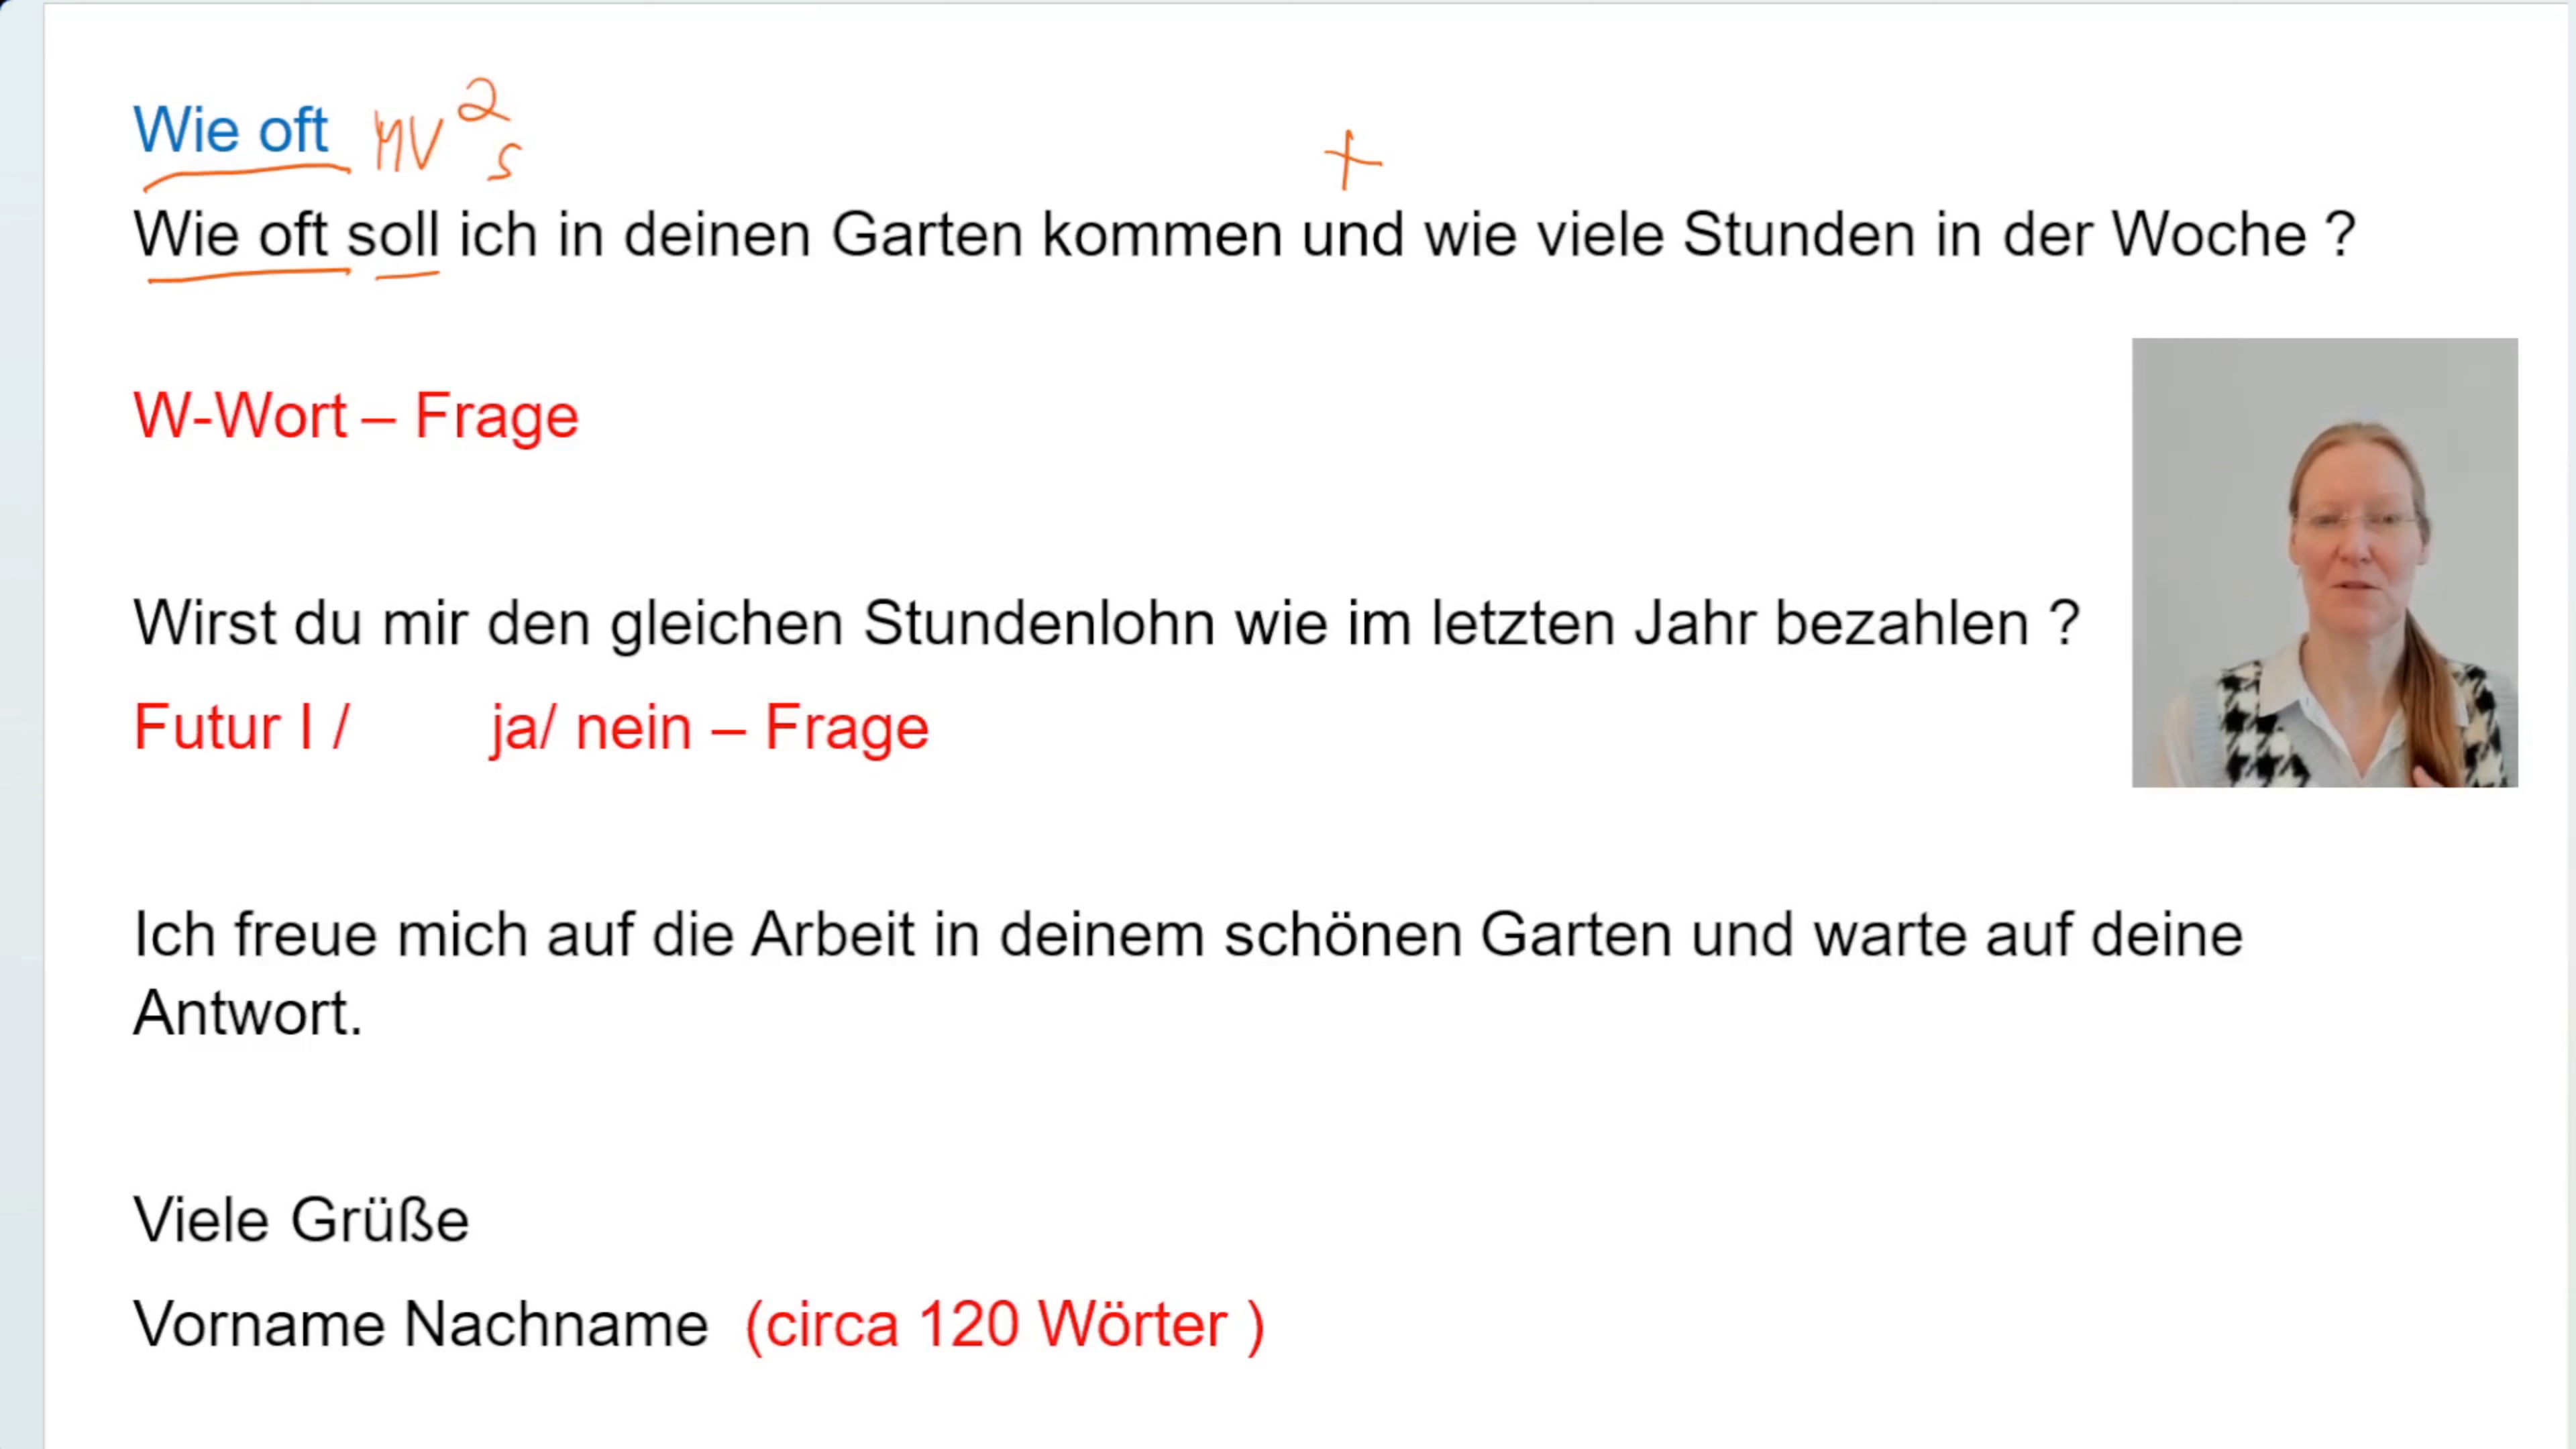 Wie oft MV 2 S
+
Wie oft soll ich in deinen Garten kommen und wie viele Stunden in der Woche ?
W-Wort – Frage
Wirst du mir den gleichen Stundenlohn wie im letzten Jahr bezahlen ?
Futur I / ja/ nein – Frage
Ich freue mich auf die Arbeit in deinem schönen Garten und warte auf deine
Antwort.
Viele Grüße
Vorname Nachname (circa 120 Wörter )